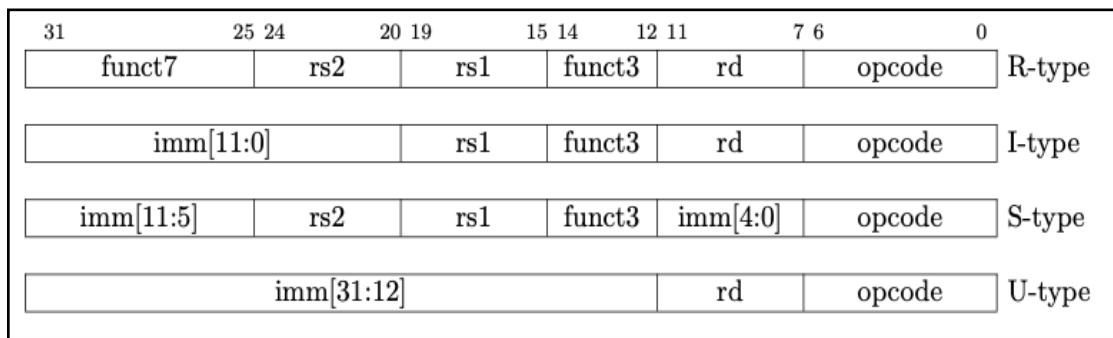 31 25 24 20 19 15 14 12 11 7 6 0
funct7 rs2 rs1 funct3 rd opcode R-type
imm[11:0] rs1 funct3 rd opcode I-type
imm[11:5] rs2 rs1 funct3 imm[4:0] opcode S-type
imm[31:12] rd opcode U-type